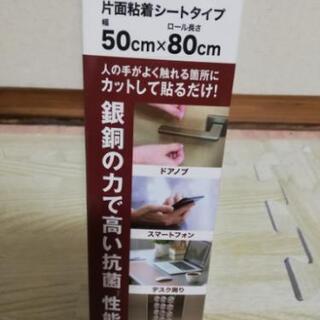 片面粘着シートタイプ
幅 ロール長さ
50cm×80cm
人の手がよく触れる箇所に
カットして貼るだけ!
銀銅の力で高い抗菌 性能
ドアノブ
スマートフォン
デスク周り